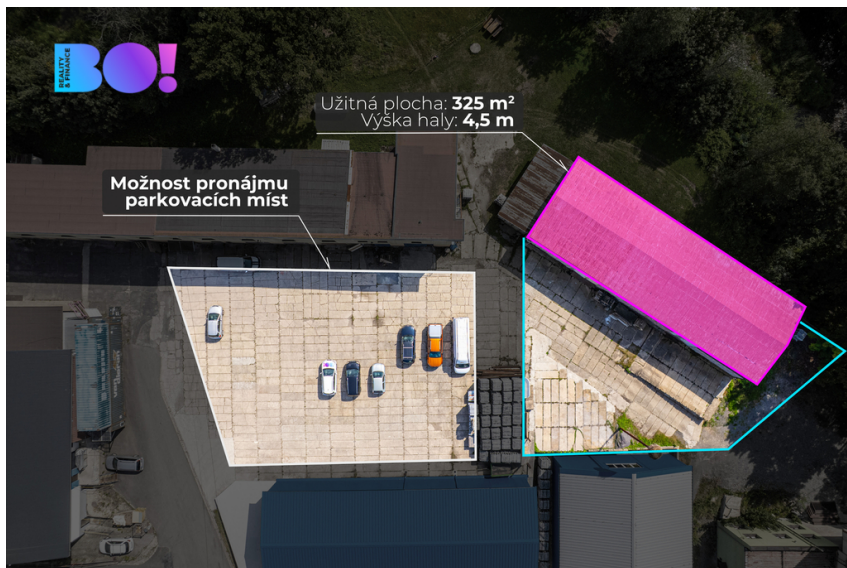 BO!
REALITY
& FINANCE
Užitná plocha: 325 m²
Výška haly: 4,5 m
Možnost pronájmu
parkovacích míst